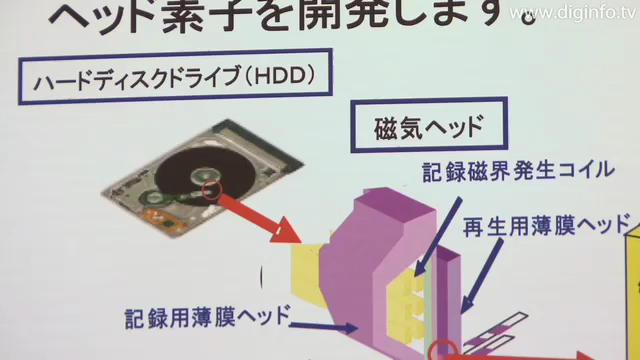 www.diginfo.tv
ヘッド素子を開発します。
ハードディスクドライブ(HDD)
磁気ヘッド
記録磁界発生コイル
再生用薄膜ヘッド
記録用薄膜ヘッド